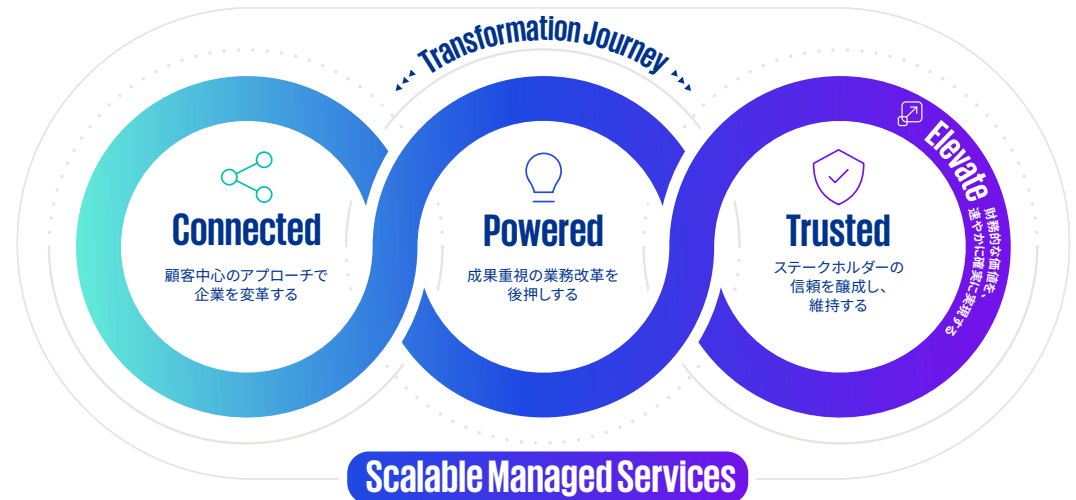 Transformation Journey
Connected
顧客中心のアプローチで
企業を変革する
Powered
成果重視の業務改革を
後押しする
Trusted
ステークホルダーの
信頼を醸成し、
維持する
Elevate
財務的な価値を、
速やかに確実に実現する
Scalable Managed Services